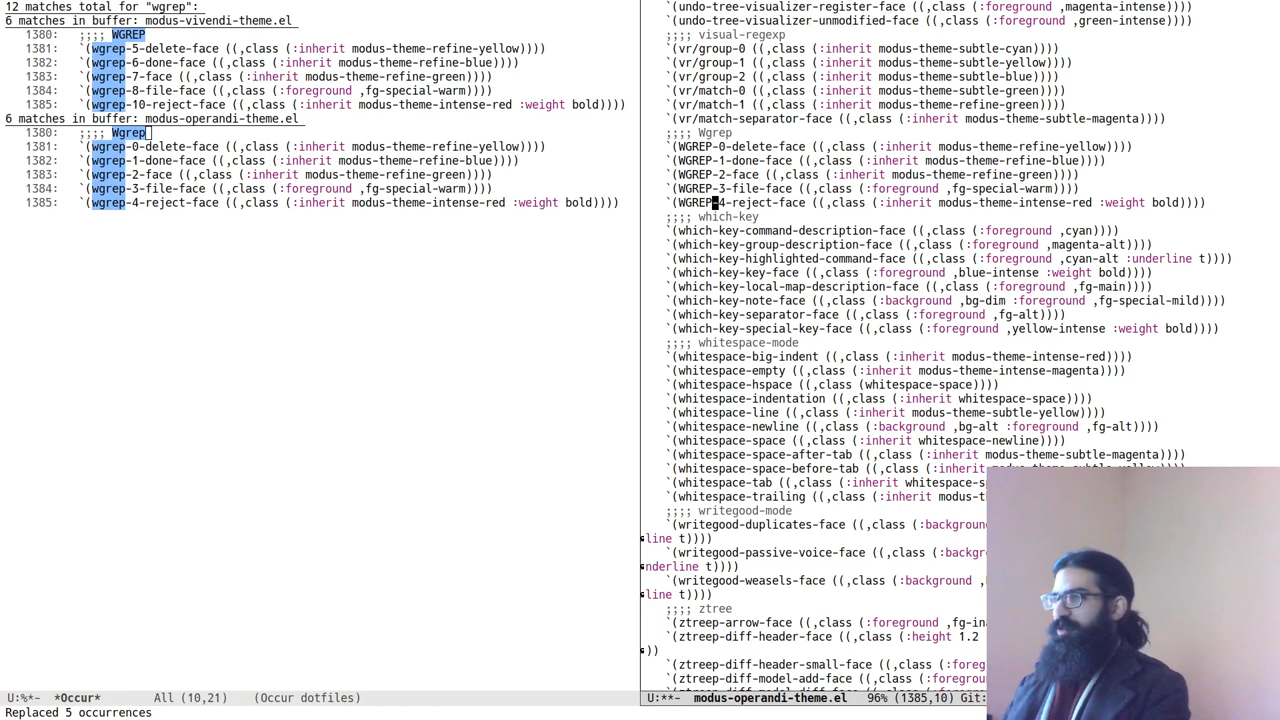 12 matches total for "wgrep":
6 matches in buffer: modus-vivendi-theme.el
1380: ;;;; WGREP
1381: `(wgrep-5-delete-face ((,class (:inherit modus-theme-refine-yellow))))
1382: `(wgrep-6-done-face ((,class (:inherit modus-theme-refine-blue))))
1383: `(wgrep-7-face ((,class (:inherit modus-theme-refine-green))))
1384: `(wgrep-8-file-face ((,class (:foreground ,fg-special-warm))))
1385: `(wgrep-10-reject-face ((,class (:inherit modus-theme-intense-red :weight bold))))
6 matches in buffer: modus-operandi-theme.el
1380: ;;;; Wgrep
1381: `(wgrep-0-delete-face ((,class (:inherit modus-theme-refine-yellow))))
1382: `(wgrep-1-done-face ((,class (:inherit modus-theme-refine-blue))))
1383: `(wgrep-2-face ((,class (:inherit modus-theme-refine-green))))
1384: `(wgrep-3-file-face ((,class (:foreground ,fg-special-warm))))
1385: `(wgrep-4-reject-face ((,class (:inherit modus-theme-intense-red :weight bold))))
U:%*- *Occur* All (10,21) (Occur dotfiles)
Replaced 5 occurrences
`(undo-tree-visualizer-register-face ((,class (:foreground ,magenta-intense))))
`(undo-tree-visualizer-unmodified-face ((,class (:foreground ,green-intense))))
;;;; visual-regexp
`(vr/group-0 ((,class (:inherit modus-theme-subtle-cyan))))
`(vr/group-1 ((,class (:inherit modus-theme-subtle-yellow))))
`(vr/group-2 ((,class (:inherit modus-theme-subtle-blue))))
`(vr/match-0 ((,class (:inherit modus-theme-subtle-green))))
`(vr/match-1 ((,class (:inherit modus-theme-refine-green))))
`(vr/match-separator-face ((,class (:inherit modus-theme-subtle-magenta))))
;;;; Wgrep
`(WGREP-0-delete-face ((,class (:inherit modus-theme-refine-yellow))))
`(WGREP-1-done-face ((,class (:inherit modus-theme-refine-blue))))
`(WGREP-2-face ((,class (:inherit modus-theme-refine-green))))
`(WGREP-3-file-face ((,class (:foreground ,fg-special-warm))))
`(WGREP-4-reject-face ((,class (:inherit modus-theme-intense-red :weight bold))))
;;;; which-key
`(which-key-command-description-face ((,class (:foreground ,cyan))))
`(which-key-group-description-face ((,class (:foreground ,magenta-alt))))
`(which-key-highlighted-command-face ((,class (:foreground ,cyan-alt :underline t))))
`(which-key-key-face ((,class (:foreground ,blue-intense :weight bold))))
`(which-key-local-map-description-face ((,class (:foreground ,fg-main))))
`(which-key-note-face ((,class (:background ,bg-dim :foreground ,fg-special-mild))))
`(which-key-separator-face ((,class (:foreground ,fg-alt))))
`(which-key-special-key-face ((,class (:foreground ,yellow-intense :weight bold))))
;;;; whitespace-mode
`(whitespace-big-indent ((,class (:inherit modus-theme-intense-red))))
`(whitespace-empty ((,class (:inherit modus-theme-intense-magenta))))
`(whitespace-hspace ((,class (whitespace-space))))
`(whitespace-indentation ((,class (:inherit whitespace-space))))
`(whitespace-line ((,class (:inherit modus-theme-subtle-yellow))))
`(whitespace-newline ((,class (:background ,bg-alt :foreground ,fg-alt))))
`(whitespace-space ((,class (:inherit whitespace-newline))))
`(whitespace-space-after-tab ((,class (:inherit modus-theme-subtle-magenta))))
`(whitespace-space-before-tab ((,class (:inherit
`(whitespace-tab ((,class (:inherit whitespace-s
`(whitespace-trailing ((,class (:inherit modus-t
;;;; writegood-mode
`(writegood-duplicates-face ((,class (:background
line t))))
`(writegood-passive-voice-face ((,class (:backgr
nderline t))))
`(writegood-weasels-face ((,class (:background ,
line t))))
;;;; ztree
`(ztreep-arrow-face ((,class (:foreground ,fg-in
`(ztreep-diff-header-face ((,class (:height 1.2
))
`(ztreep-diff-header-small-face ((,class (:foreg
`(ztreep-diff-model-add-face ((,class (:foregrou
U:**- modus-operandi-theme.el 96% (1385,10) Git: